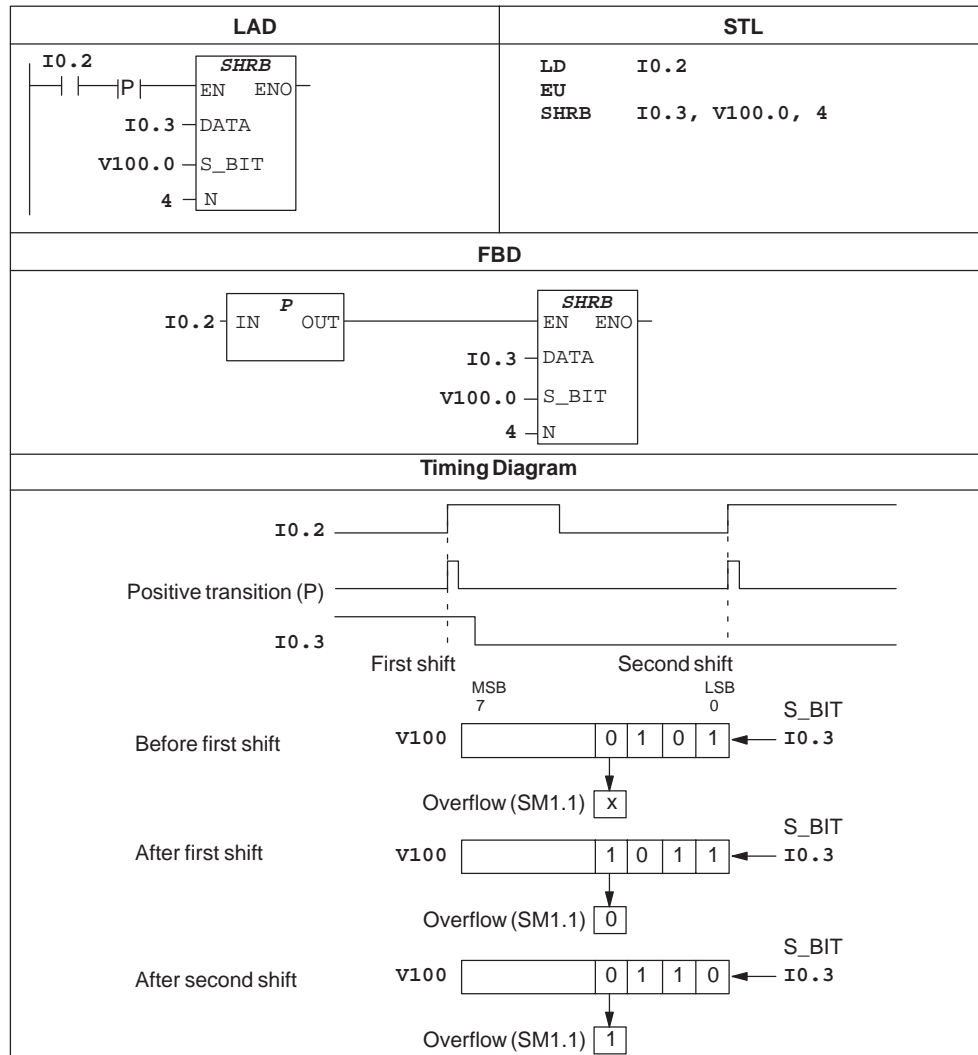 LAD
STL
I0.2
P
SHRB
EN ENO
I0.3 DATA
V100.0 S_BIT
4 N
LD I0.2
EU
SHRB I0.3, V100.0, 4
FBD
I0.2 IN P OUT
SHRB
EN ENO
I0.3 DATA
V100.0 S_BIT
4 N
Timing Diagram
I0.2
Positive transition (P)
I0.3
First shift Second shift
MSB LSB
7 0
S_BIT
Before first shift V100 0 1 0 1 I0.3
Overflow (SM1.1) x
S_BIT
After first shift V100 1 0 1 1 I0.3
Overflow (SM1.1) 0
S_BIT
After second shift V100 0 1 1 0 I0.3
Overflow (SM1.1) 1